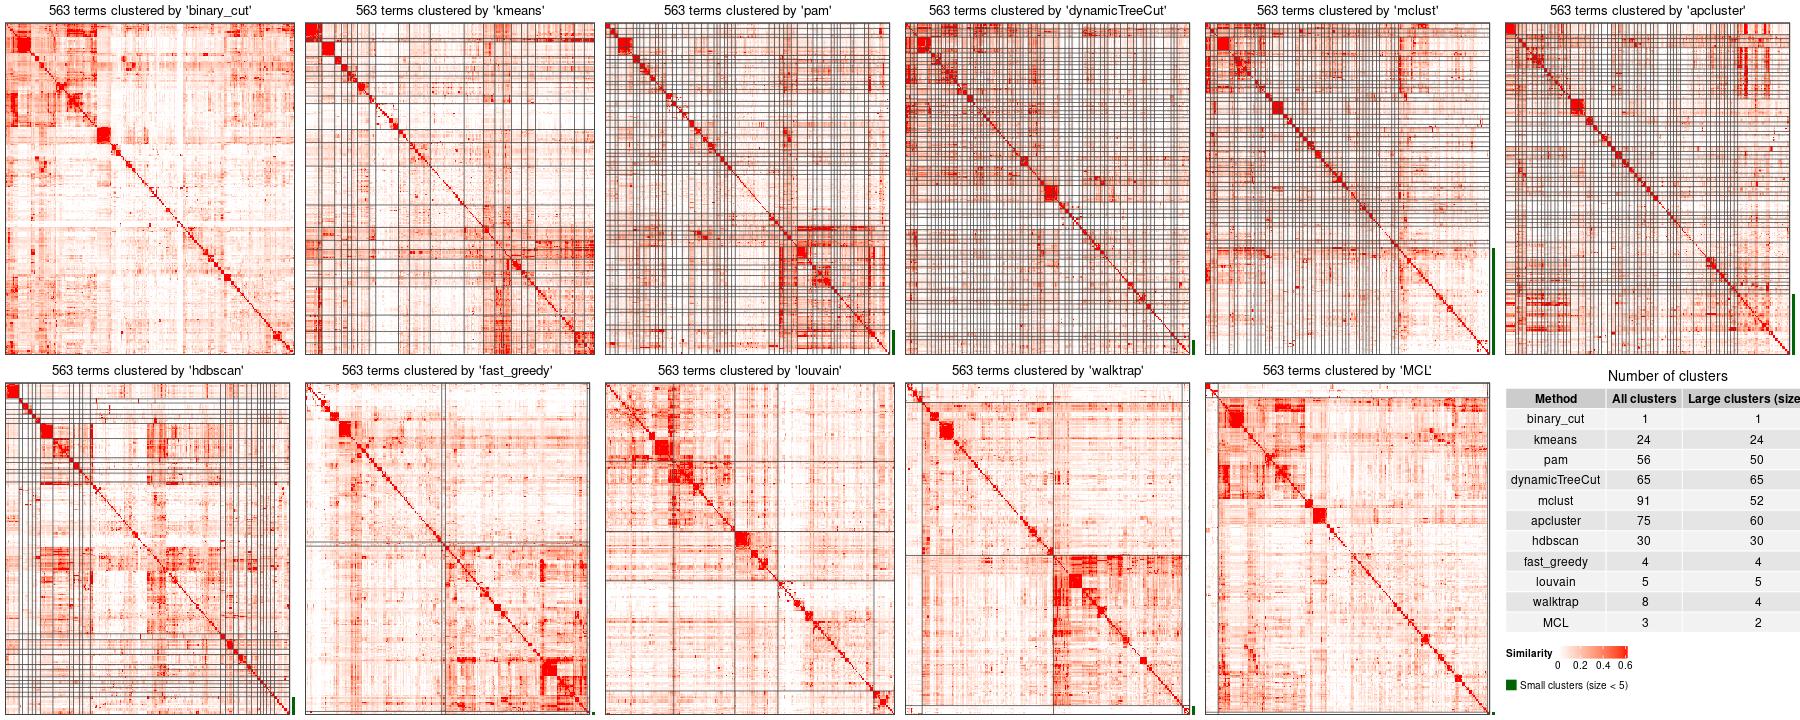 563 terms clustered by 'binary_cut'
563 terms clustered by 'kmeans'
563 terms clustered by 'pam'
563 terms clustered by 'dynamicTreeCut'
563 terms clustered by 'mclust'
563 terms clustered by 'apcluster'
563 terms clustered by 'hdbscan'
563 terms clustered by 'fast_greedy'
563 terms clustered by 'louvain'
563 terms clustered by 'walktrap'
563 terms clustered by 'MCL'
Number of clusters
Method All clusters Large clusters (size
binary_cut 1 1
kmeans 24 24
pam 56 50
dynamicTreeCut 65 65
mclust 91 52
apcluster 75 60
hdbscan 30 30
fast_greedy 4 4
louvain 5 5
walktrap 8 4
MCL 3 2
Similarity
0 0.2 0.4 0.6
Small clusters (size < 5)